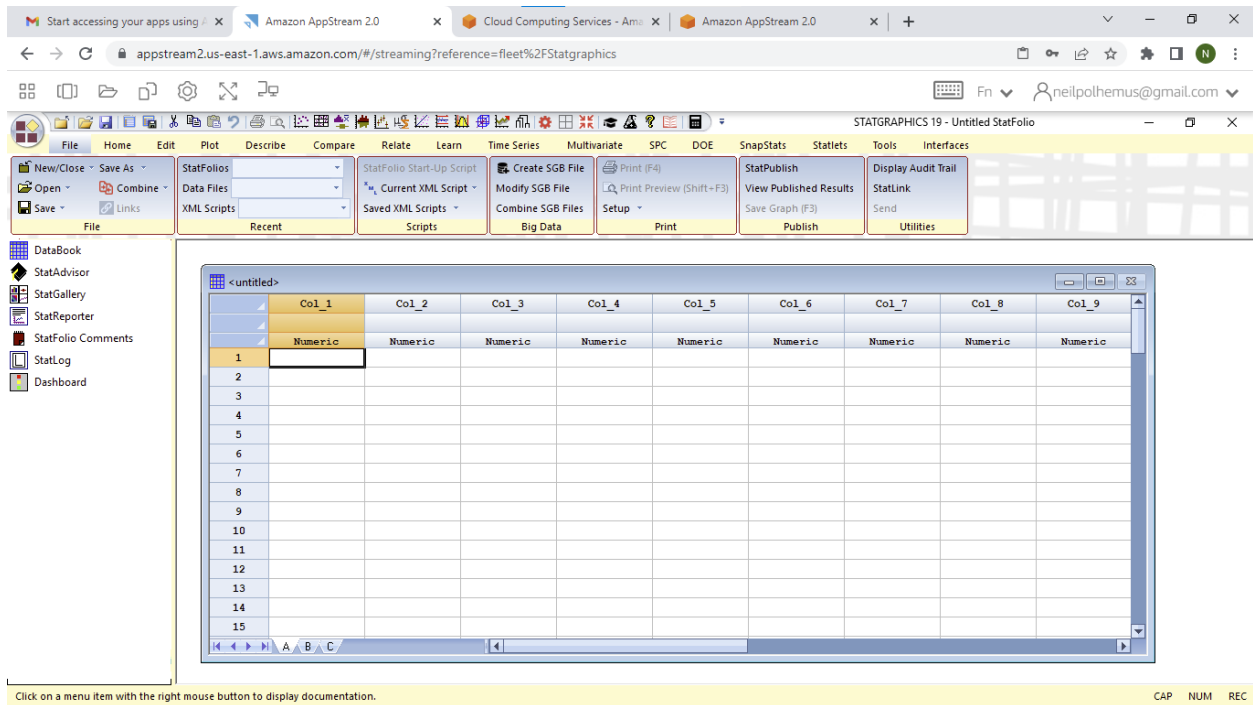 Start accessing your apps using A
Amazon AppStream 2.0
Cloud Computing Services - Ama
Amazon AppStream 2.0
appstream2.us-east-1.aws.amazon.com/#/streaming?reference=fleet%2FStatgraphics
N
Fn
neilpolhemus@gmail.com
STATGRAPHICS 19 - Untitled StatFolio
File Home Edit Plot Describe Compare Relate Learn Time Series Multivariate SPC DOE SnapStats Statlets Tools Interfaces
New/Close Save As StatFolios StatFolio Start-Up Script Create SGB File Print (F4) StatPublish Display Audit Trail
Open Combine Data Files Current XML Script Modify SGB File Print Preview (Shift+F3) View Published Results StatLink
Save Links XML Scripts Saved XML Scripts Combine SGB Files Setup Save Graph (F3) Send
File Recent Scripts Big Data Print Publish Utilities
DataBook
StatAdvisor
StatGallery
StatReporter
StatFolio Comments
StatLog
Dashboard
<untitled>
Col_1 Col_2 Col_3 Col_4 Col_5 Col_6 Col_7 Col_8 Col_9
Numeric Numeric Numeric Numeric Numeric Numeric Numeric Numeric Numeric
1
2
3
4
5
6
7
8
9
10
11
12
13
14
15
A B C
Click on a menu item with the right mouse button to display documentation.
CAP NUM REC